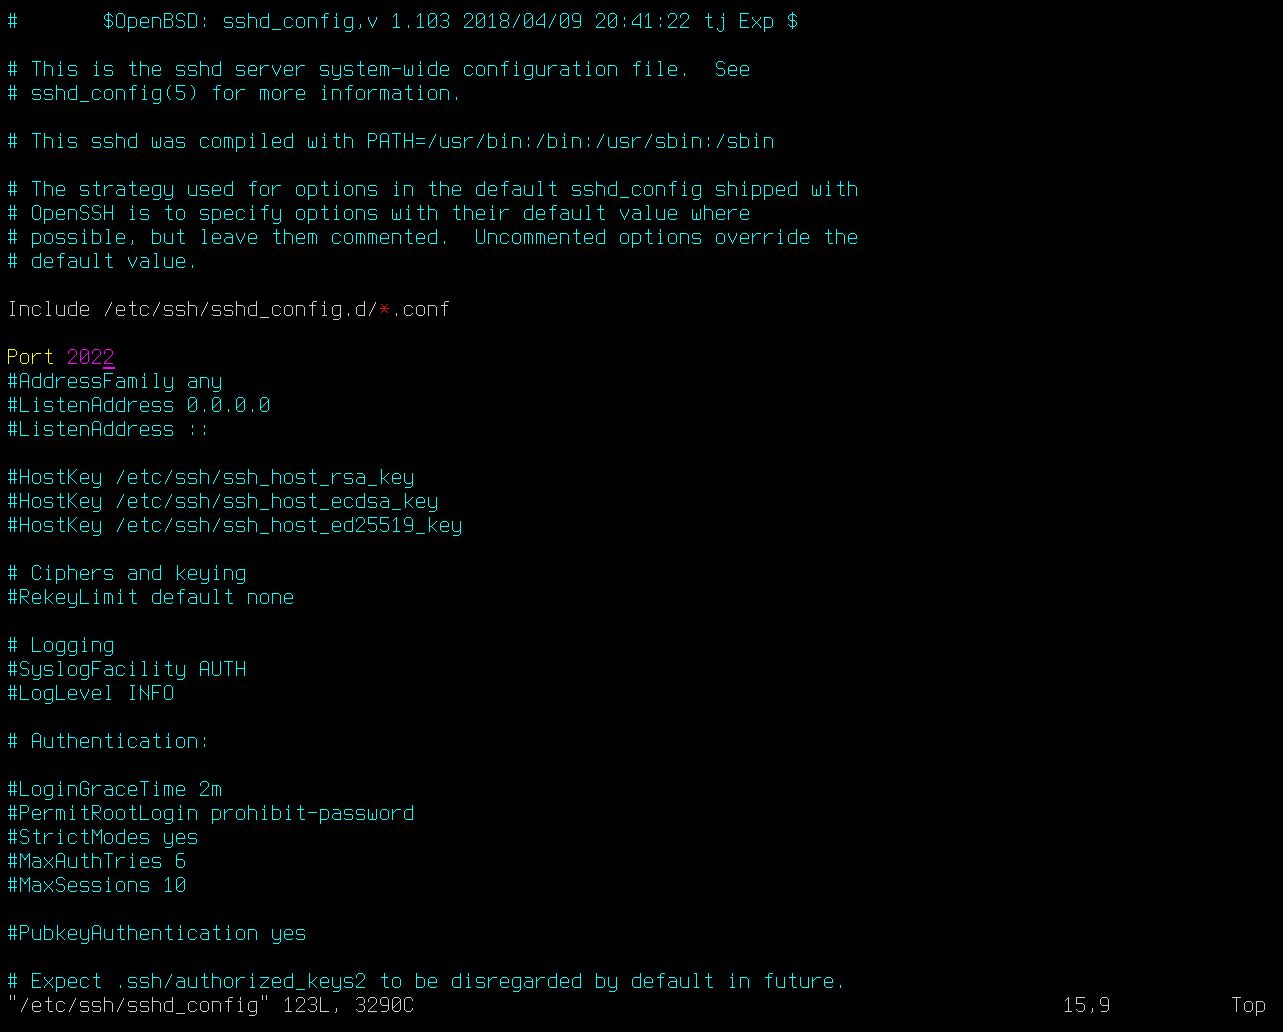 #       $OpenBSD: sshd_config,v 1.103 2018/04/09 20:41:22 tj Exp $

# This is the sshd server system-wide configuration file.  See
# sshd_config(5) for more information.

# This sshd was compiled with PATH=/usr/bin:/bin:/usr/sbin:/sbin

# The strategy used for options in the default sshd_config shipped with
# OpenSSH is to specify options with their default value where
# possible, but leave them commented.  Uncommented options override the
# default value.

Include /etc/ssh/sshd_config.d/*.conf

Port 2022
#AddressFamily any
#ListenAddress 0.0.0.0
#ListenAddress ::

#HostKey /etc/ssh/ssh_host_rsa_key
#HostKey /etc/ssh/ssh_host_ecdsa_key
#HostKey /etc/ssh/ssh_host_ed25519_key

# Ciphers and keying
#RekeyLimit default none

# Logging
#SyslogFacility AUTH
#LogLevel INFO

# Authentication:

#LoginGraceTime 2m
#PermitRootLogin prohibit-password
#StrictModes yes
#MaxAuthTries 6
#MaxSessions 10

#PubkeyAuthentication yes

# Expect .ssh/authorized_keys2 to be disregarded by default in future.
"/etc/ssh/sshd_config" 123L, 3290C 15,9 Top